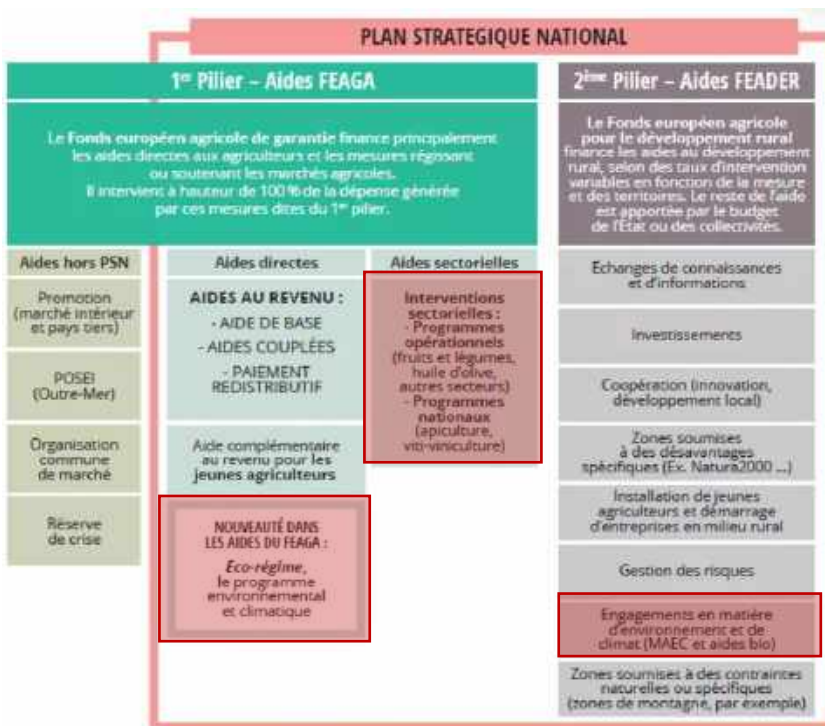 PLAN STRATEGIQUE NATIONAL
1er Pilier – Aides FEAGA
Le Fonds européen agricole de garantie finance principalement
les aides directes aux agriculteurs et les mesures régissant
ou soutenant les marchés agricoles.
Il intervient à hauteur de 100 % de la dépense générée
par ces mesures dites du 1er pilier.
2ème Pilier – Aides FEADER
Le Fonds européen agricole
pour le développement rural
finance les aides au développement
rural, selon des taux d'intervention
variables en fonction de la mesure
et des territoires. Le reste de l'aide
est apportée par le budget
de l'Etat ou des collectivités.
Aides hors PSN
Promotion
(marché intérieur
et pays tiers)
POSEI
(Outre-Mer)
Organisation
commune
de marché
Réserve
de crise
Aides directes
AIDES AU REVENU :
- AIDE DE BASE
- AIDES COUPLÉES
- PAIEMENT
REDISTRIBUTIF
Aide complémentaire
au revenu pour les
jeunes agriculteurs
NOUVEAUTÉ DANS
LES AIDES DU FEAGA :
Eco-régime,
le programme
environnemental
et climatique
Aides sectorielles
Interventions
sectorielles :
- Programmes
opérationnels
(fruits et légumes,
huile d'olive,
autres secteurs)
- Programmes
nationaux
(apiculture,
viti-viniculture)
Echanges de connaissances
et d'informations
Investissements
Coopération (innovation,
développement local)
Zones soumises
à des désavantages
spécifiques (Ex. Natura2000 ...)
Installation de jeunes
agriculteurs et démarrage
d'entreprises en milieu rural
Gestion des risques
Engagements en matière
d'environnement et de
climat (MAEC et aides bio)
Zones soumises à des contraintes
naturelles ou spécifiques
(zones de montagne, par exemple)